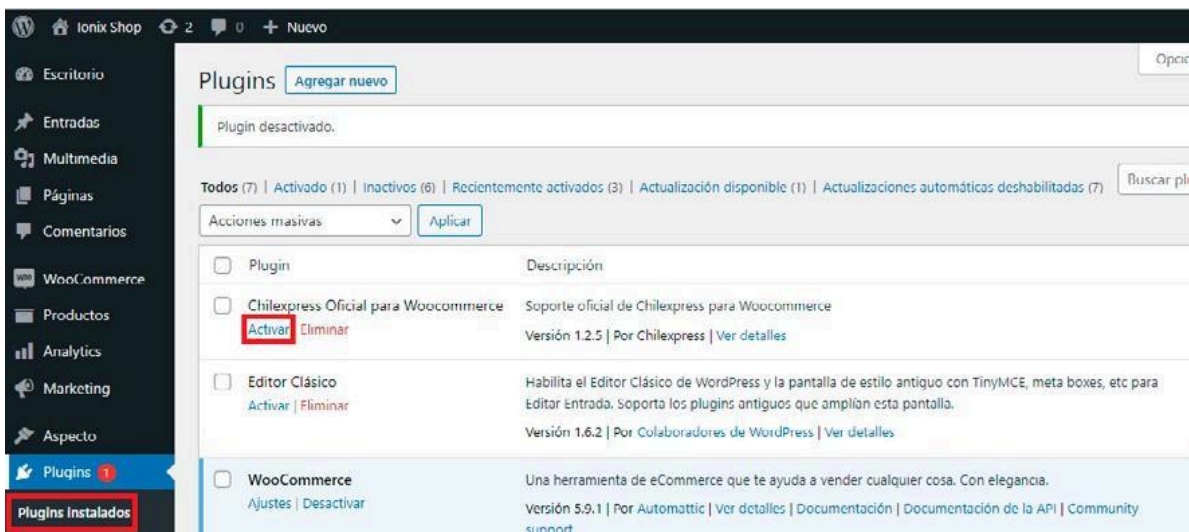 Ionix Shop 2 0 + Nuevo
Escritorio
Entradas
Multimedia
Páginas
Comentarios
WooCommerce
Productos
Analytics
Marketing
Aspecto
Plugins 1
Plugins Instalados
Plugins Agregar nuevo
Plugin desactivado.
Todos (7) | Activado (1) | Inactivos (6) | Recientemente activados (3) | Actualización disponible (1) | Actualizaciones automáticas deshabilitadas (7)
Buscar
Acciones masivas Aplicar
Plugin Descripción
Chilexpress Oficial para Woocommerce
Activar Eliminar
Soporte oficial de Chilexpress para Woocommerce
Versión 1.2.5 | Por Chilexpress | Ver detalles
Editor Clásico
Activar | Eliminar
Habilita el Editor Clásico de WordPress y la pantalla de estilo antiguo con TinyMCE, meta boxes, etc para
Editar Entrada. Soporta los plugins antiguos que amplían esta pantalla.
Versión 1.6.2 | Por Colaboradores de WordPress | Ver detalles
WooCommerce
Ajustes | Desactivar
Una herramienta de eCommerce que te ayuda a vender cualquier cosa. Con elegancia.
Versión 5.9.1 | Por Automattic | Ver detalles | Documentación | Documentación de la API | Community
support